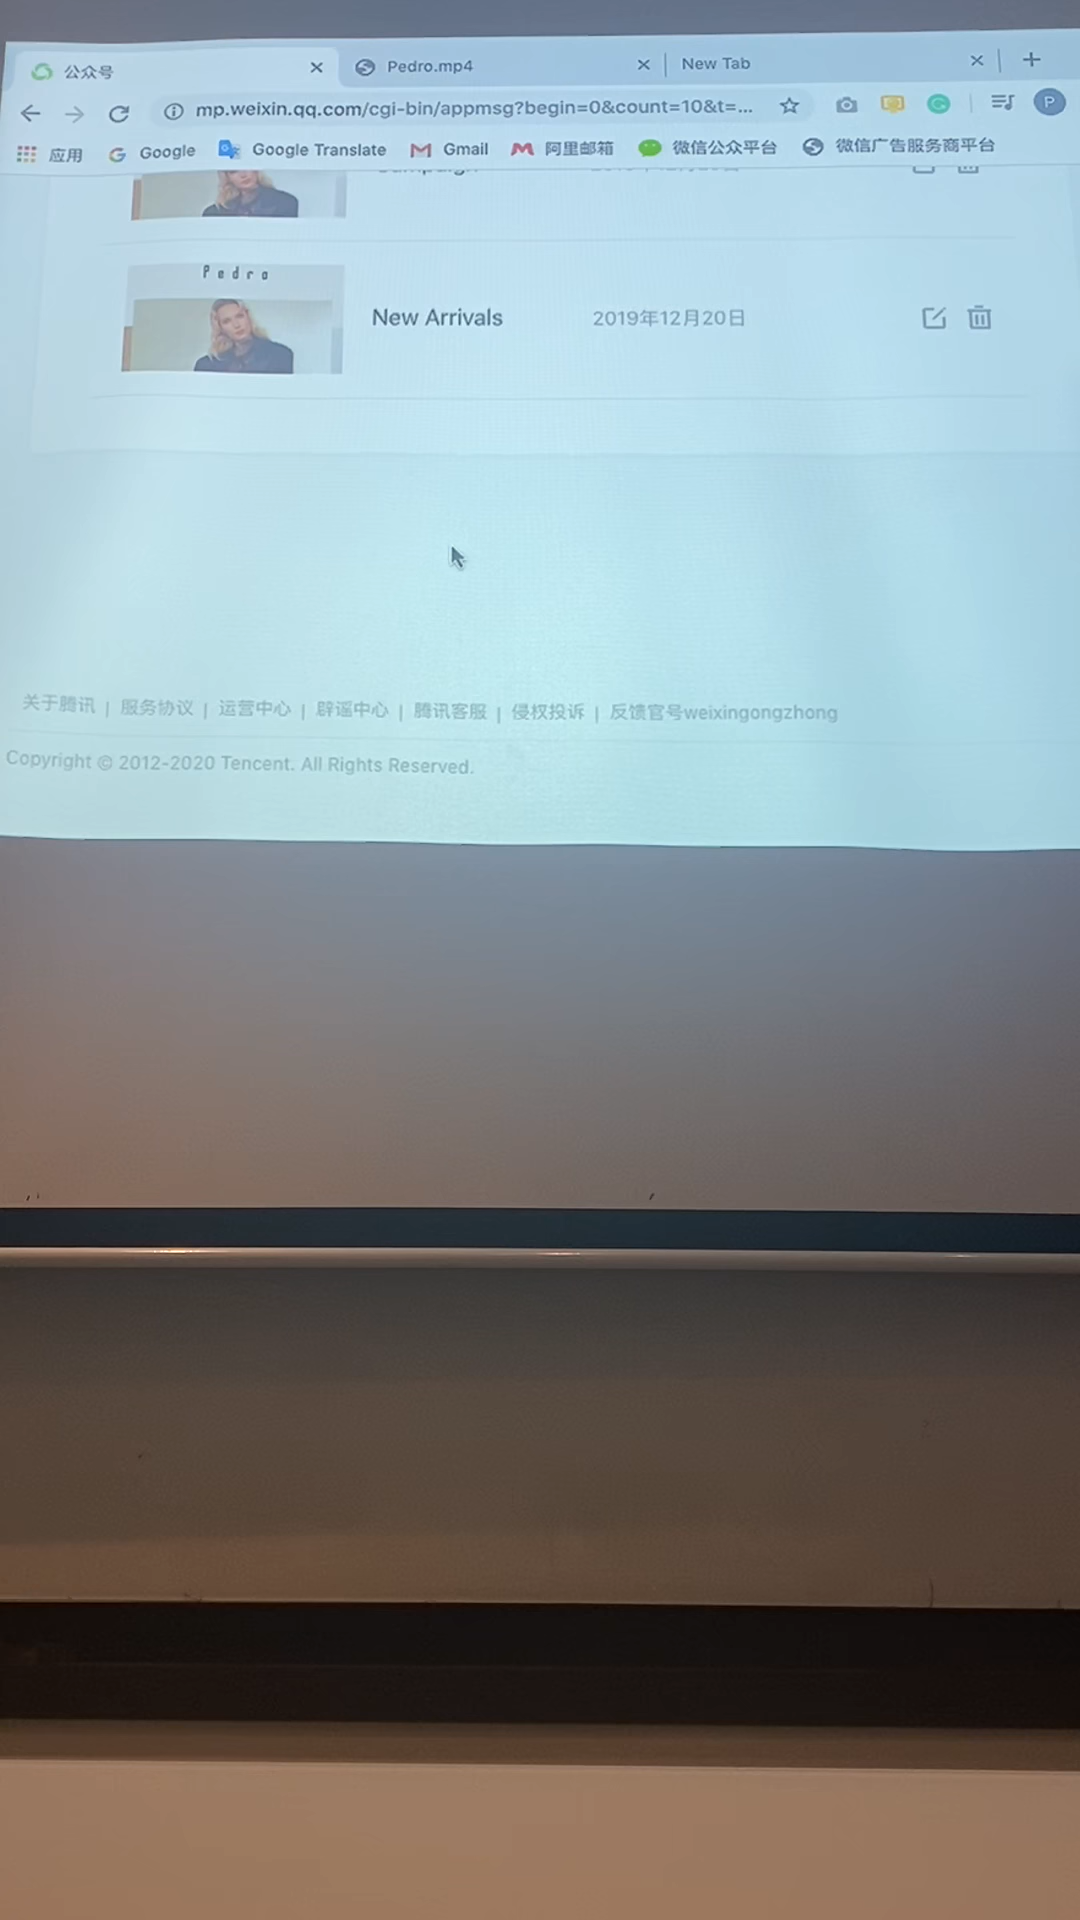 公众号 Pedro.mp4 New Tab
mp.weixin.qq.com/cgi-bin/appmsg?begin=0&count=10&t=... P
应用 Google Google Translate Gmail 阿里邮箱 微信公众平台 微信广告服务商平台
Pedro
New Arrivals 2019年12月20日
关于腾讯 | 服务协议 | 运营中心 | 辟谣中心 | 腾讯客服 | 侵权投诉 | 反馈官号weixingongzhong
Copyright © 2012-2020 Tencent. All Rights Reserved.